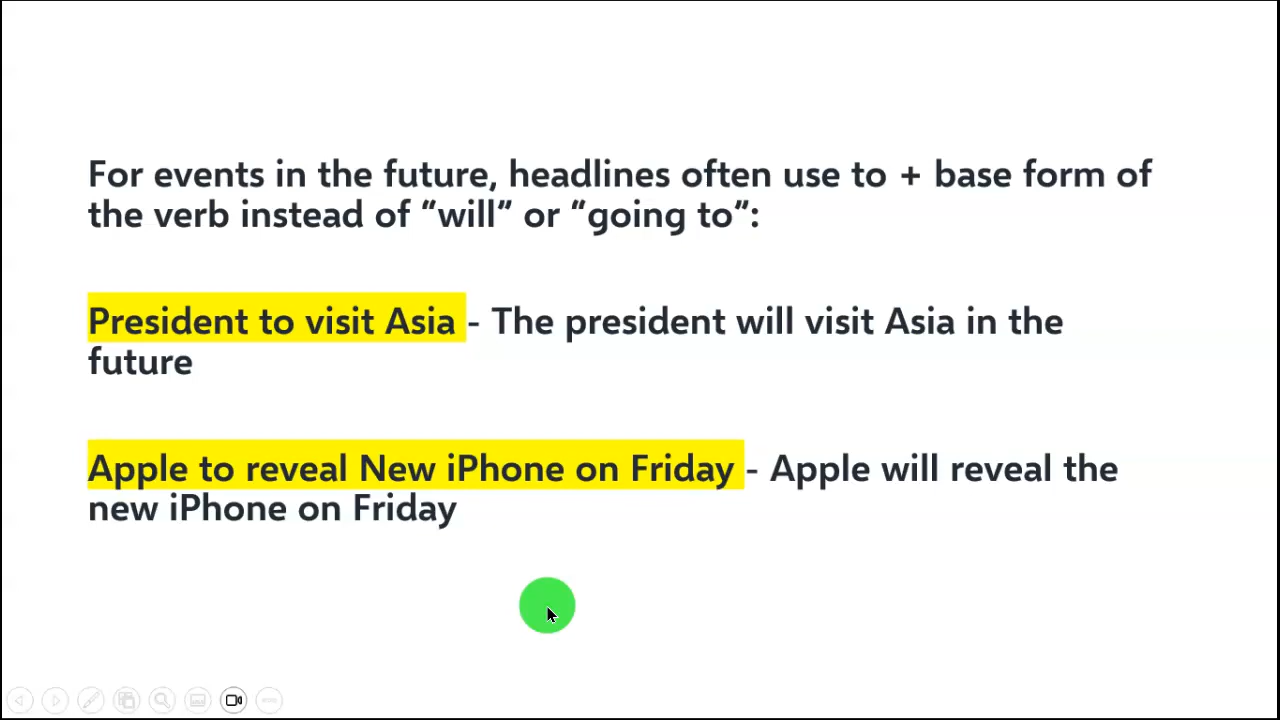 For events in the future, headlines often use to + base form of
the verb instead of “will” or “going to”:
President to visit Asia - The president will visit Asia in the
future
Apple to reveal New iPhone on Friday - Apple will reveal the
new iPhone on Friday